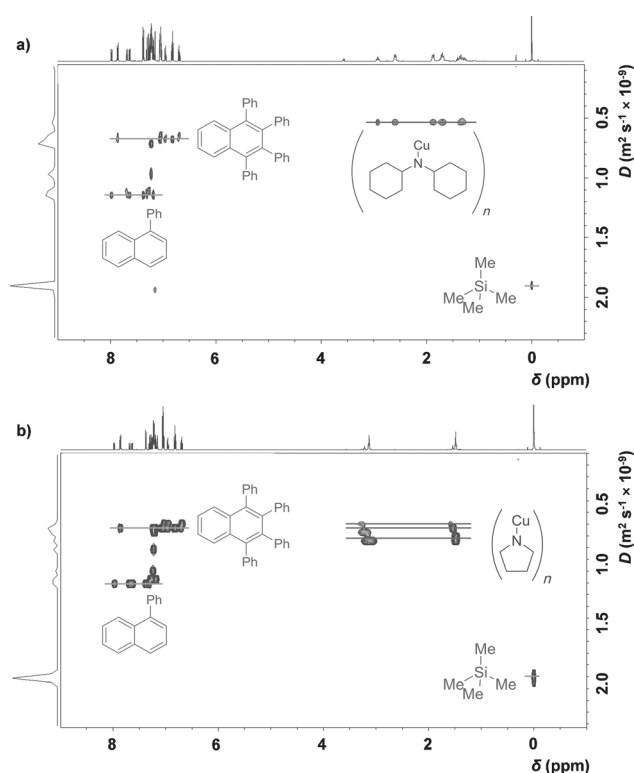 a)
Ph
Ph
Ph
Ph
Cu
N
n
Ph
Me
Si
Me
Me
Me
0.5
1.0
1.5
2.0
D (m² s⁻¹ × 10⁻⁹)
8
6
4
2
0
δ (ppm)
b)
Ph
Ph
Ph
Ph
Cu
N
n
Ph
Me
Si
Me
Me
Me
0.5
1.0
1.5
2.0
D (m² s⁻¹ × 10⁻⁹)
8
6
4
2
0
δ (ppm)